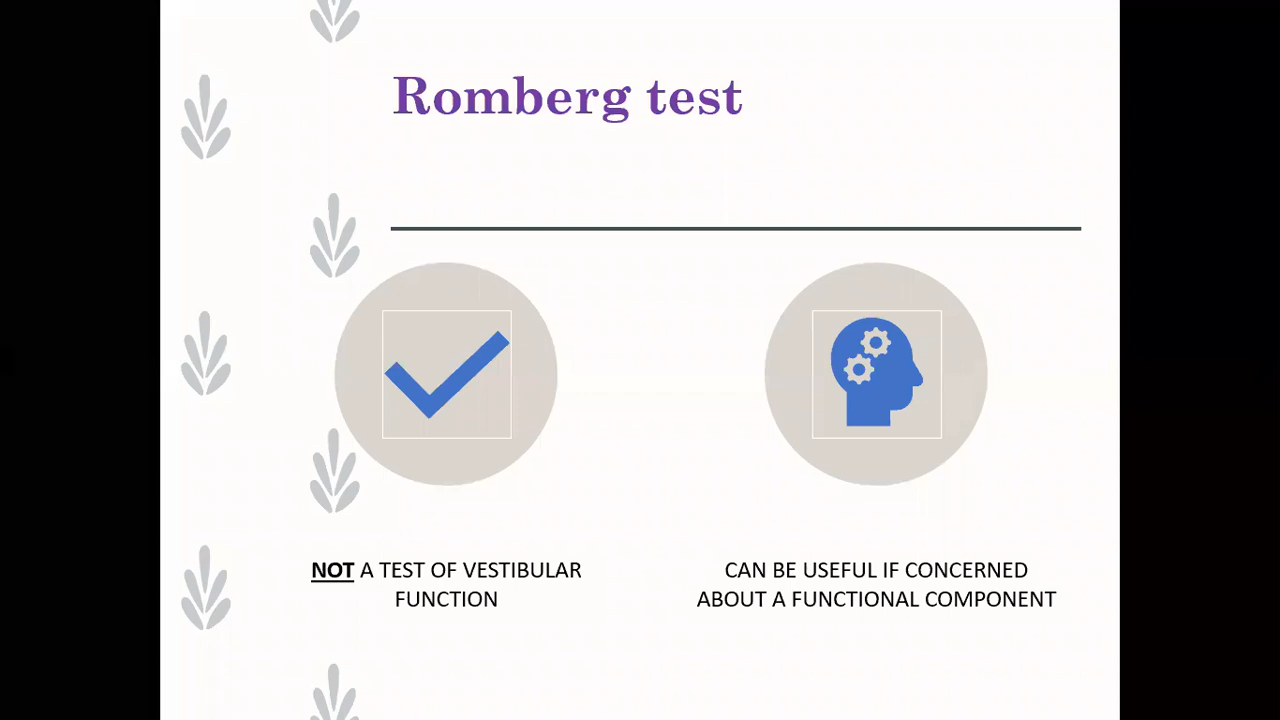 Romberg test
NOT A TEST OF VESTIBULAR
FUNCTION
CAN BE USEFUL IF CONCERNED
ABOUT A FUNCTIONAL COMPONENT